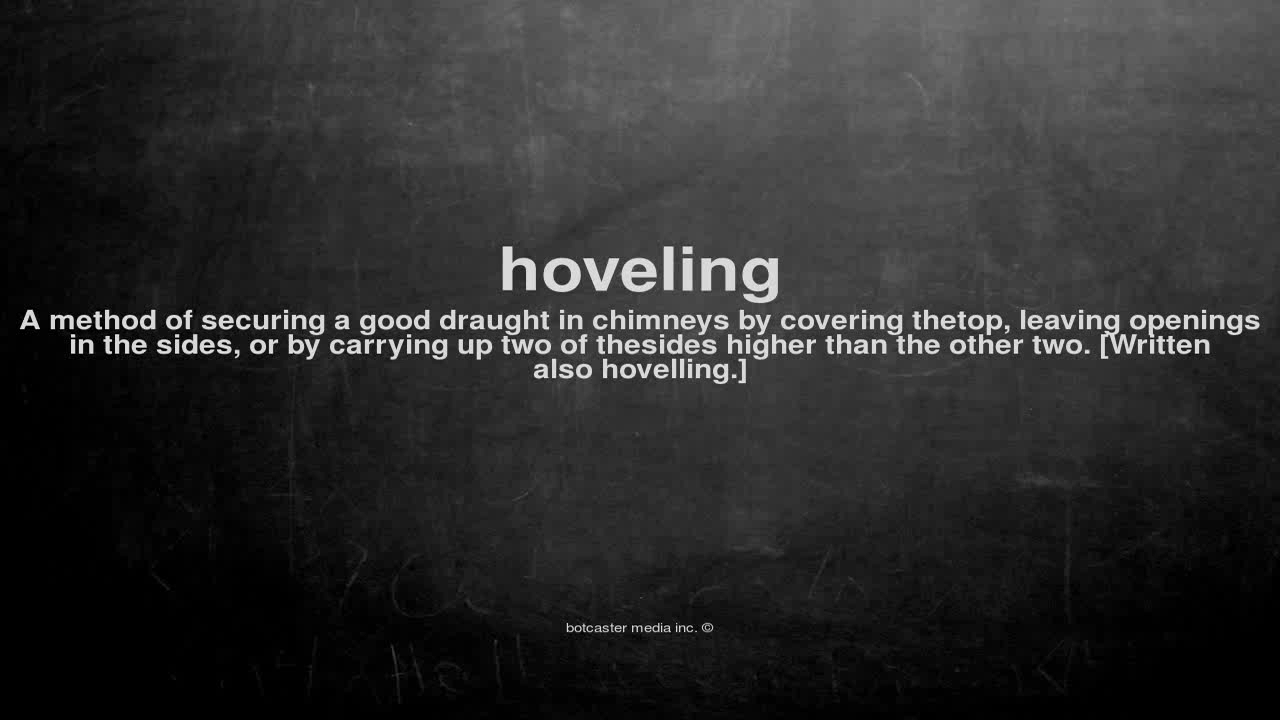 hoveling
A method of securing a good draught in chimneys by covering thetop, leaving openings
in the sides, or by carrying up two of thesides higher than the other two. [Written
also hovelling.]
botcaster media inc. ©